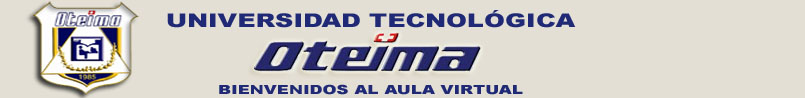 Oteima
1985
UNIVERSIDAD TECNOLÓGICA
Oteima
BIENVENIDOS AL AULA VIRTUAL